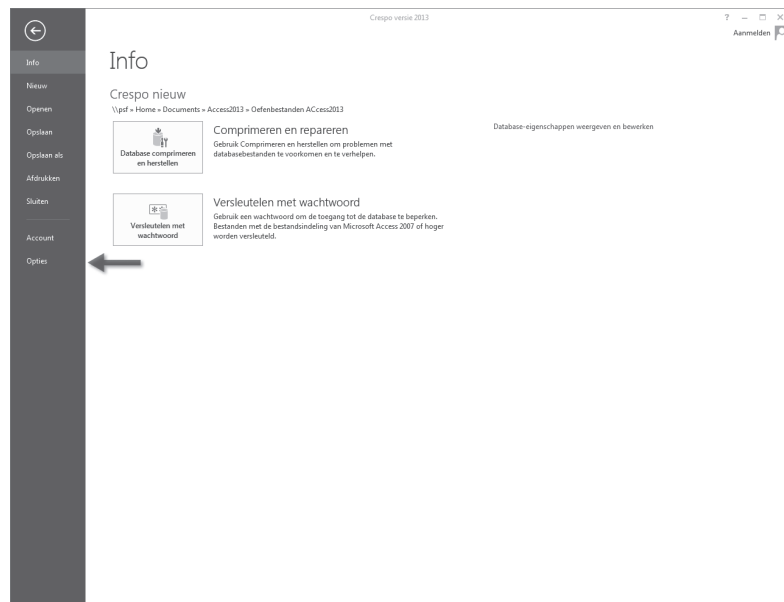 Crespo versie 2013
?
Aanmelden
Info
Nieuw
Openen
Opslaan
Opslaan als
Afdrukken
Sluiten
Account
Opties
Info
Crespo nieuw
\\psf » Home » Documents » Access2013 » Oefenbestanden ACcess2013
Database comprimeren
en herstellen
Comprimeren en repareren
Gebruik Comprimeren en herstellen om problemen met
databasebestanden te voorkomen en te verhelpen.
Database-eigenschappen weergeven en bewerken
Versleutelen met
wachtwoord
Versleutelen met wachtwoord
Gebruik een wachtwoord om de toegang tot de database te beperken.
Bestanden met de bestandsindeling van Microsoft Access 2007 of hoger
worden versleuteld.